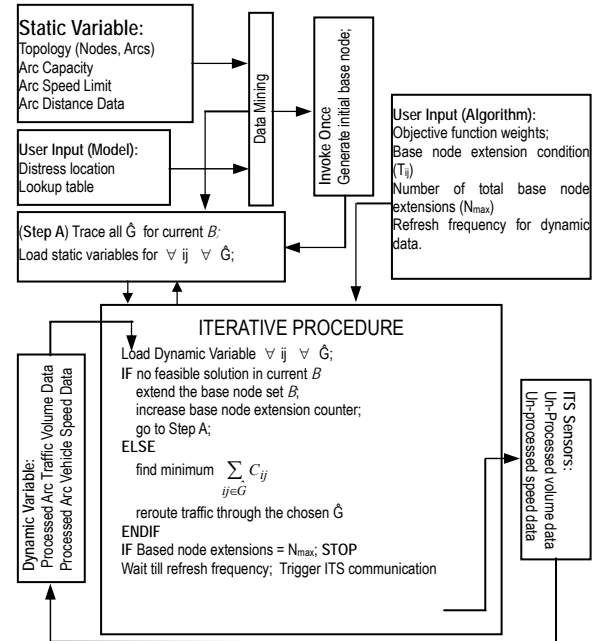 Static Variable:
Topology (Nodes, Arcs)
Arc Capacity
Arc Speed Limit
Arc Distance Data
User Input (Model):
Distress location
Lookup table
Data Mining
Invoke Once
Generate initial base node;
User Input (Algorithm):
Objective function weights;
Base node extension condition
(Tij)
Number of total base node
extensions (Nmax)
Refresh frequency for dynamic
data.
(Step A) Trace all Ĝ for current B;
Load static variables for ∀ ij ∀ Ĝ;
ITERATIVE PROCEDURE
Load Dynamic Variable ∀ ij ∀ Ĝ;
IF no feasible solution in current B
extend the base node set B;
increase base node extension counter;
go to Step A;
ELSE
find minimum ∑ Cij
ij∈Ĝ
reroute traffic through the chosen Ĝ
ENDIF
IF Based node extensions = Nmax; STOP
Wait till refresh frequency; Trigger ITS communication
Dynamic Variable:
Processed Arc Traffic Volume Data
Processed Arc Vehicle Speed Data
ITS Sensors:
Un-Processed volume data
Un-processed speed data